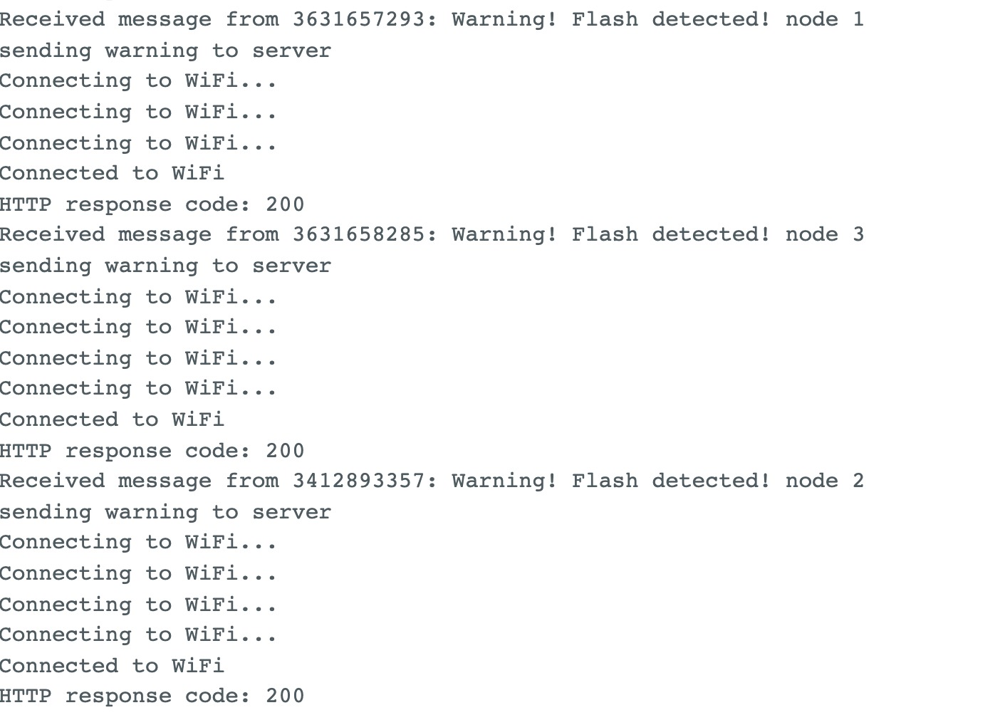 Received message from 3631657293: Warning! Flash detected! node 1
sending warning to server
Connecting to WiFi...
Connecting to WiFi...
Connecting to WiFi...
Connected to WiFi
HTTP response code: 200
Received message from 3631658285: Warning! Flash detected! node 3
sending warning to server
Connecting to WiFi...
Connecting to WiFi...
Connecting to WiFi...
Connecting to WiFi...
Connected to WiFi
HTTP response code: 200
Received message from 3412893357: Warning! Flash detected! node 2
sending warning to server
Connecting to WiFi...
Connecting to WiFi...
Connecting to WiFi...
Connecting to WiFi...
Connected to WiFi
HTTP response code: 200